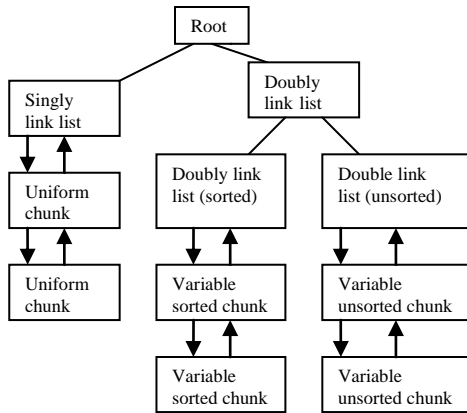 Root
Singly
link list
Doubly
link list
Uniform
chunk
Doubly link
list (sorted)
Double link
list (unsorted)
Uniform
chunk
Variable
sorted chunk
Variable
unsorted chunk
Variable
sorted chunk
Variable
unsorted chunk